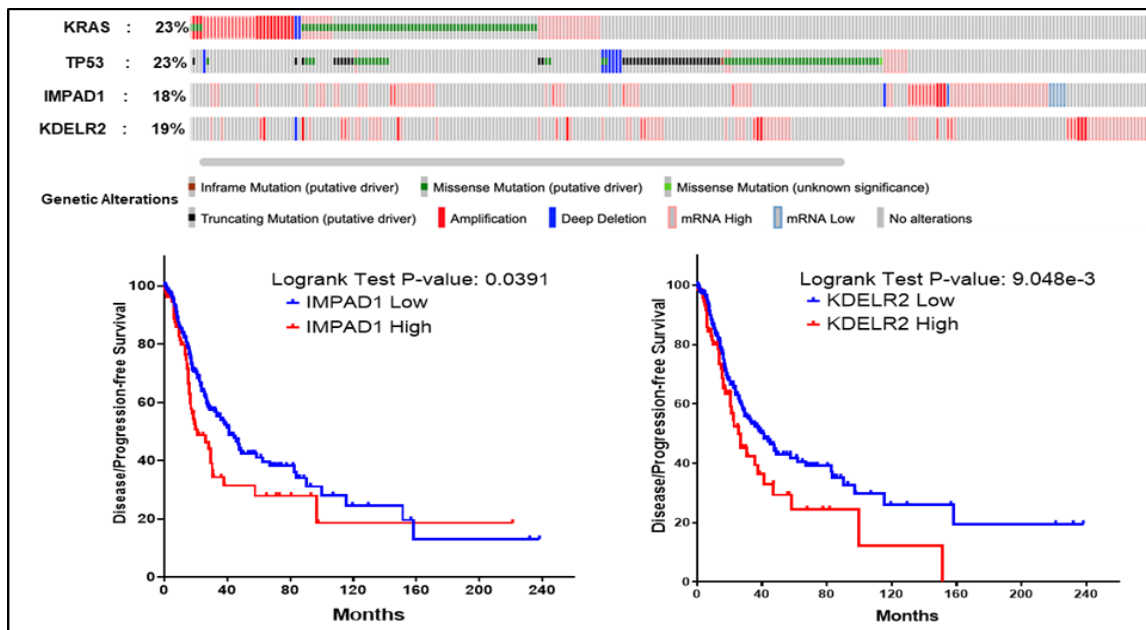 KRAS : 23%
TP53 : 23%
IMPAD1 : 18%
KDELR2 : 19%
Genetic Alterations
Inframe Mutation (putative driver) Missense Mutation (putative driver) Missense Mutation (unknown significance)
Truncating Mutation (putative driver) Amplification Deep Deletion mRNA High mRNA Low No alterations
Logrank Test P-value: 0.0391
IMPAD1 Low
IMPAD1 High
Disease/Progression-free Survival
100
80
60
40
20
0
0 40 80 120 160 200 240
Months
Logrank Test P-value: 9.048e-3
KDELR2 Low
KDELR2 High
Disease/Progression-free Survival
100
80
60
40
20
0
0 40 80 120 160 200 240
Months